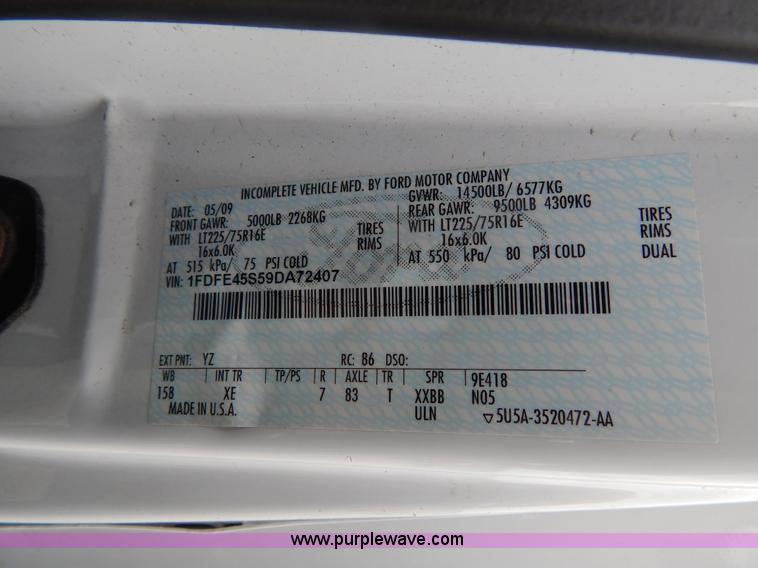 INCOMPLETE VEHICLE MFD. BY FORD MOTOR COMPANY
DATE: 05/09 GVWR: 14500LB/ 6577KG
FRONT GAWR: 5000LB 2268KG REAR GAWR: 9500LB 4309KG
WITH LT225/75R16E TIRES WITH LT225/75R16E TIRES
16x6.0K RIMS 16x6.0K RIMS
AT 515 kPa/ 75 PSI COLD AT 550 kPa/ 80 PSI COLD DUAL
VIN: 1FDFE45S59DA72407
EXT PNT: YZ RC: 86 DSO:
WB INT TR TP/PS R AXLE TR SPR 9E418
158 XE 7 83 T XXBB N05
MADE IN U.S.A. ULN ▽5U5A-3520472-AA
www.purplewave.com